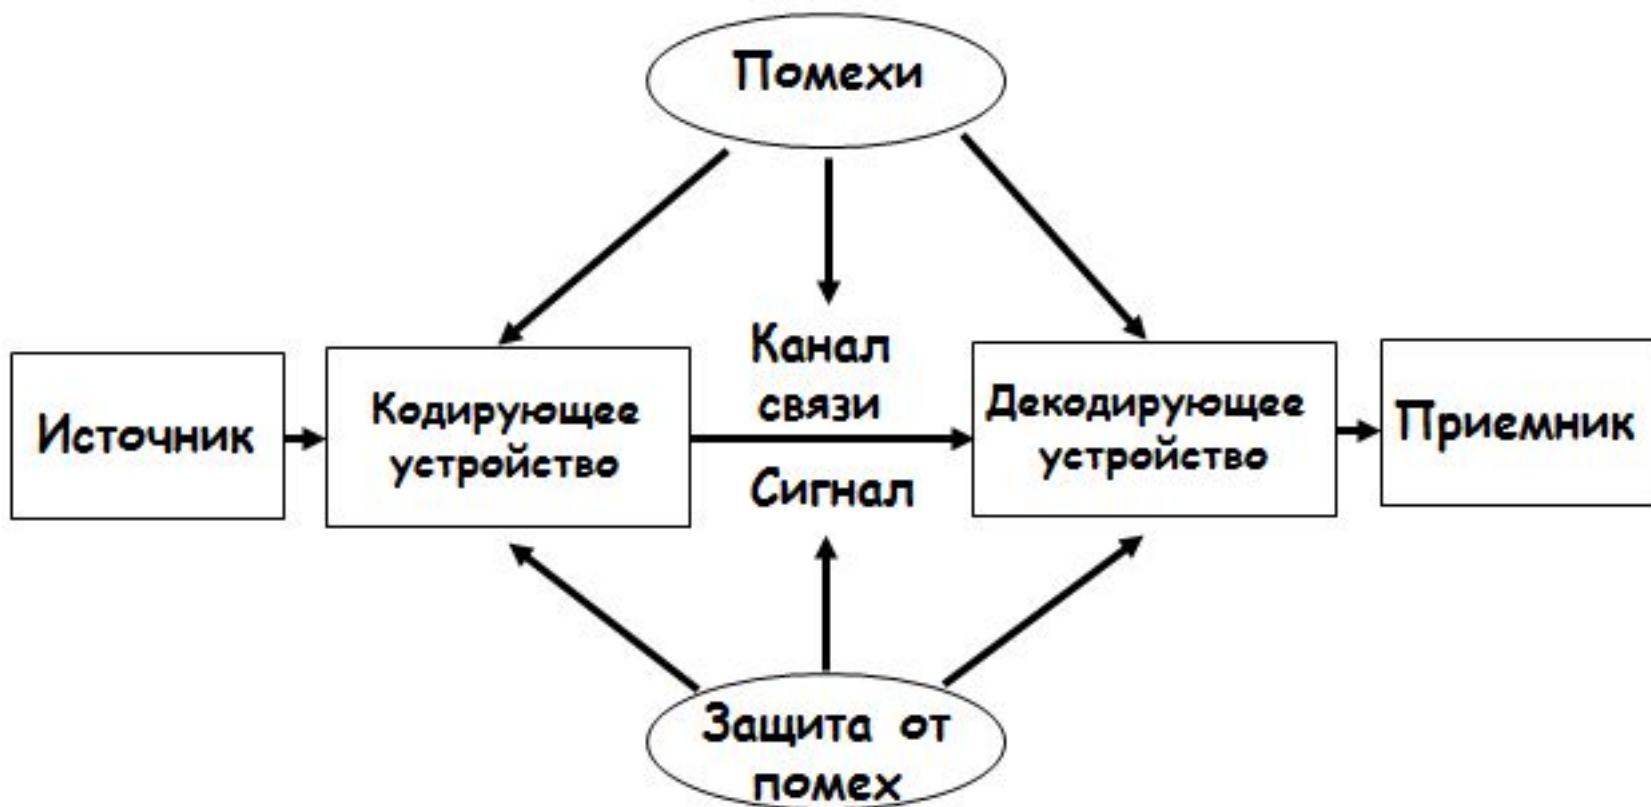 Помехи
Источник
Кодирующее
устройство
Канал
связи
Сигнал
Декодирующее
устройство
Приемник
Защита от
помех